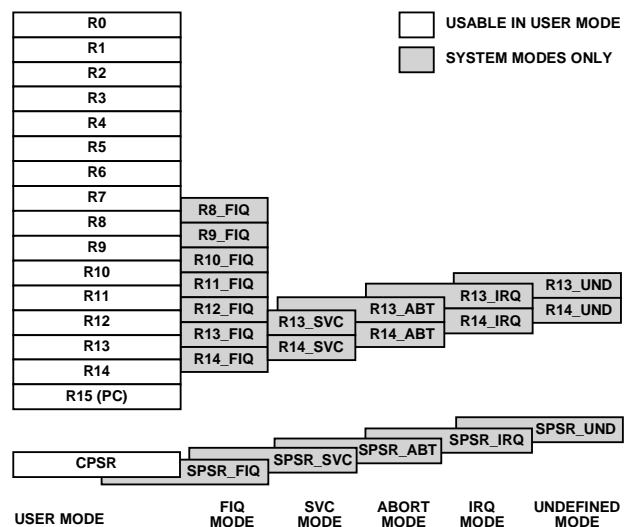 R0
R1
R2
R3
R4
R5
R6
R7
R8
R9
R10
R11
R12
R13
R14
R15 (PC)
CPSR
USER MODE
R8_FIQ
R9_FIQ
R10_FIQ
R11_FIQ
R12_FIQ
R13_FIQ
R14_FIQ
SPSR_FIQ
FIQ
MODE
R13_SVC
R14_SVC
SPSR_SVC
SVC
MODE
R13_ABT
R14_ABT
SPSR_ABT
ABORT
MODE
R13_IRQ
R14_IRQ
SPSR_IRQ
IRQ
MODE
R13_UND
R14_UND
SPSR_UND
UNDEFINED
MODE
USABLE IN USER MODE
SYSTEM MODES ONLY